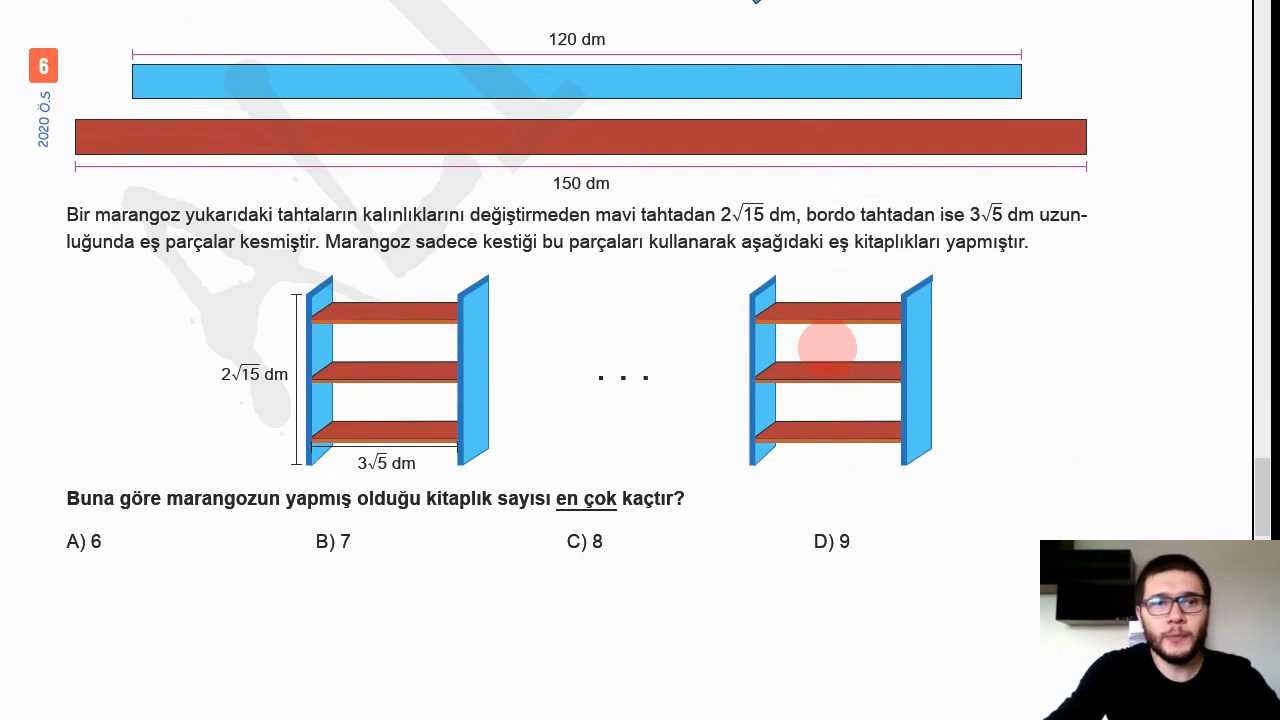 120 dm
6
2020 Ö.S
150 dm
Bir marangoz yukarıdaki tahtaların kalınlıklarını değiştirmeden mavi tahtadan 2√15 dm, bordo tahtadan ise 3√5 dm uzun-
luğunda eş parçalar kesmiştir. Marangoz sadece kestiği bu parçaları kullanarak aşağıdaki eş kitaplıkları yapmıştır.
2√15 dm
. . .
3√5 dm
Buna göre marangozun yapmış olduğu kitaplık sayısı en çok kaçtır?
A) 6 B) 7 C) 8 D) 9